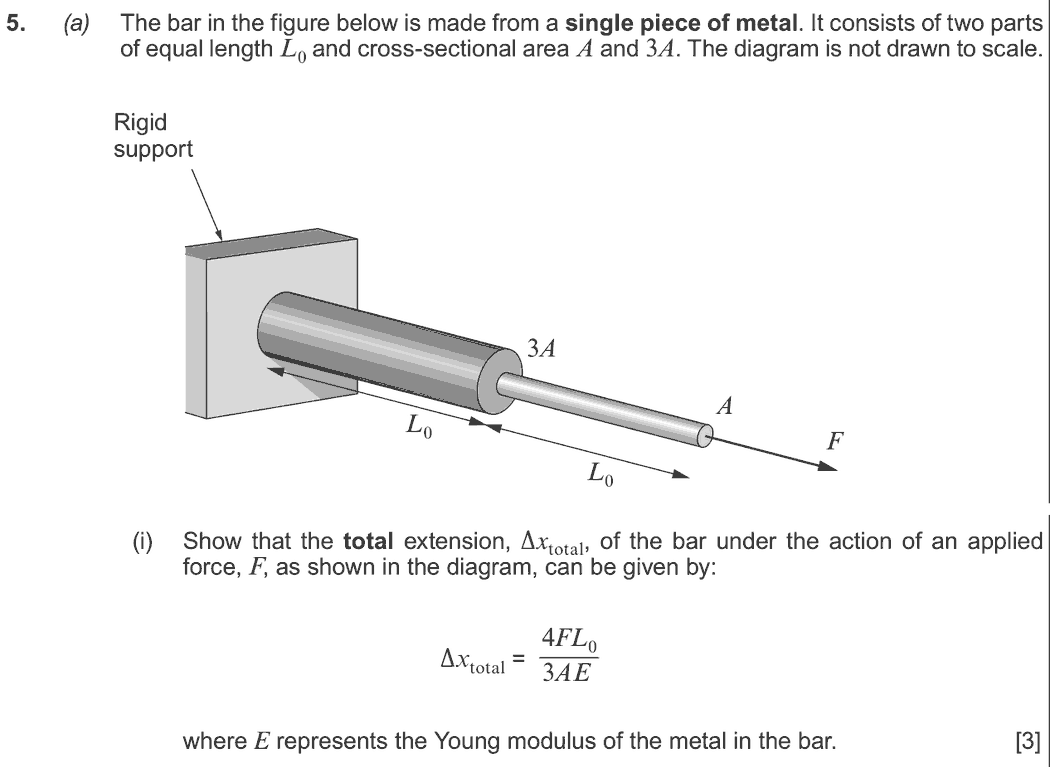 5. (a) The bar in the figure below is made from a single piece of metal. It consists of two parts
of equal length L₀ and cross-sectional area A and 3A. The diagram is not drawn to scale.
Rigid
support
3A
A
F
L₀
L₀
(i) Show that the total extension, Δx_total, of the bar under the action of an applied
force, F, as shown in the diagram, can be given by:
Δx_total = 4FL₀ / 3AE
where E represents the Young modulus of the metal in the bar. [3]